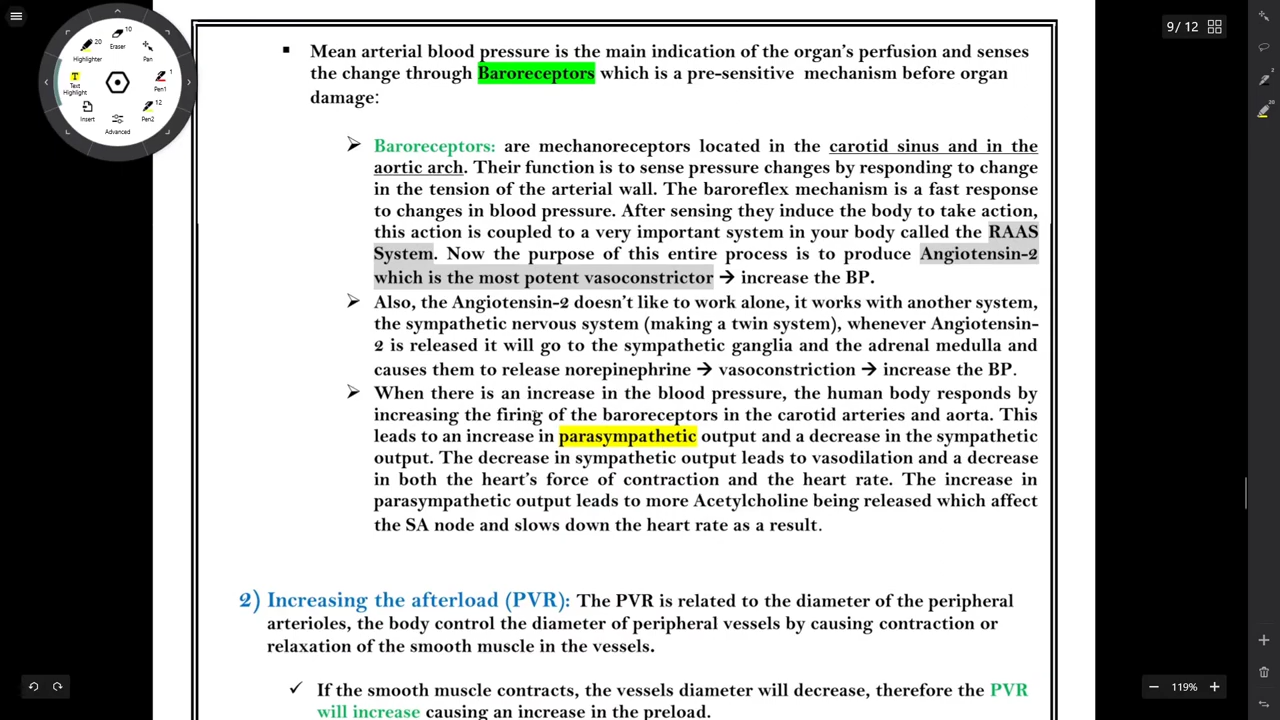 9/12
20
Highlighter
10
Eraser
Pan
T
Text
Highlight
1
Pen1
Insert
12
Pen2
Advanced
▪ Mean arterial blood pressure is the main indication of the organ's perfusion and senses
the change through Baroreceptors which is a pre-sensitive mechanism before organ
damage:
➢ Baroreceptors: are mechanoreceptors located in the carotid sinus and in the
aortic arch. Their function is to sense pressure changes by responding to change
in the tension of the arterial wall. The baroreflex mechanism is a fast response
to changes in blood pressure. After sensing they induce the body to take action,
this action is coupled to a very important system in your body called the RAAS
System. Now the purpose of this entire process is to produce Angiotensin-2
which is the most potent vasoconstrictor → increase the BP.
➢ Also, the Angiotensin-2 doesn't like to work alone, it works with another system,
the sympathetic nervous system (making a twin system), whenever Angiotensin-
2 is released it will go to the sympathetic ganglia and the adrenal medulla and
causes them to release norepinephrine → vasoconstriction → increase the BP.
➢ When there is an increase in the blood pressure, the human body responds by
increasing the firing of the baroreceptors in the carotid arteries and aorta. This
leads to an increase in parasympathetic output and a decrease in the sympathetic
output. The decrease in sympathetic output leads to vasodilation and a decrease
in both the heart's force of contraction and the heart rate. The increase in
parasympathetic output leads to more Acetylcholine being released which affect
the SA node and slows down the heart rate as a result.
2) Increasing the afterload (PVR): The PVR is related to the diameter of the peripheral
arterioles, the body control the diameter of peripheral vessels by causing contraction or
relaxation of the smooth muscle in the vessels.
✓ If the smooth muscle contracts, the vessels diameter will decrease, therefore the PVR
will increase causing an increase in the preload.
119%